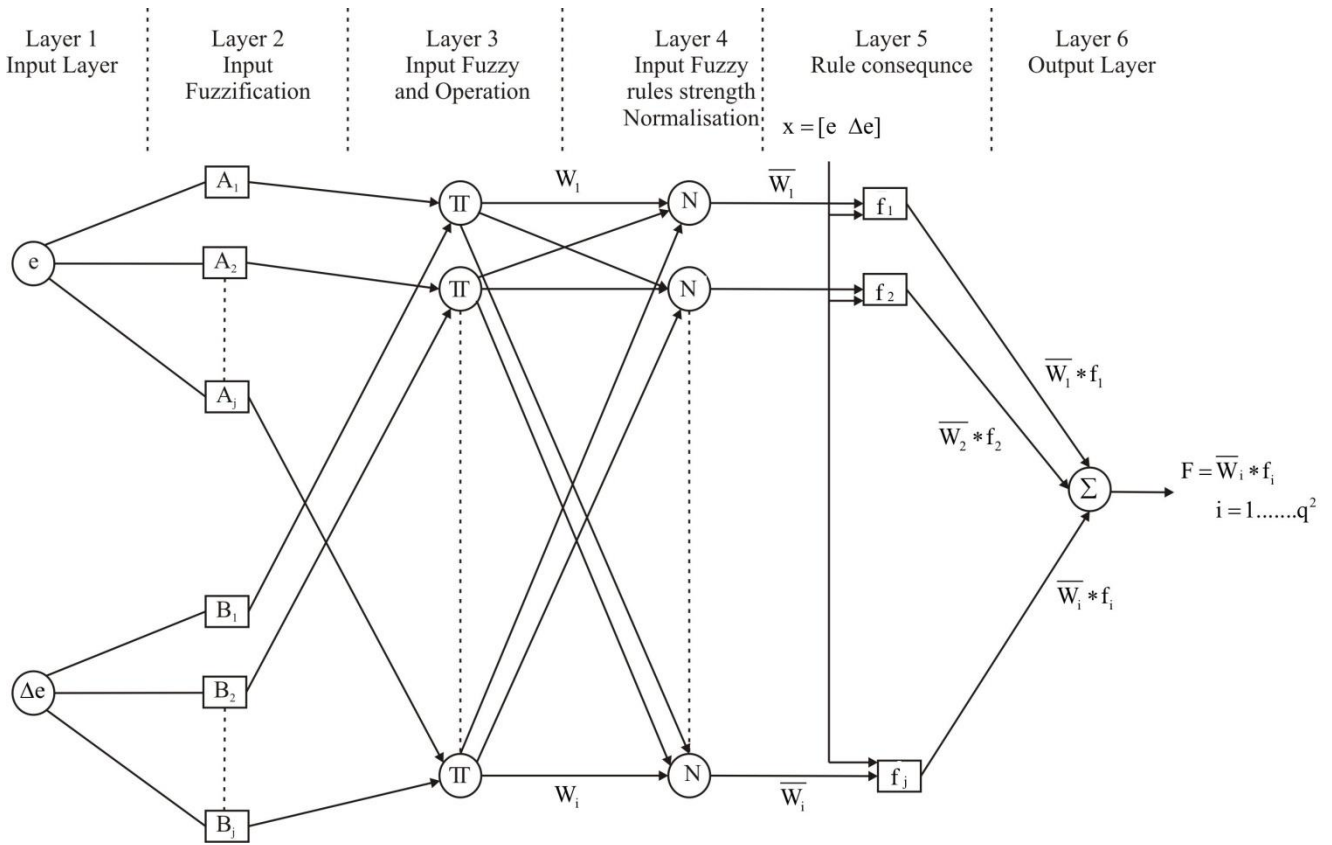 Layer 1
Input Layer
Layer 2
Input
Fuzzification
Layer 3
Input Fuzzy
and Operation
Layer 4
Input Fuzzy
rules strength
Normalisation
Layer 5
Rule consequnce
Layer 6
Output Layer
x = [e Δe]
e
A₁
A₂
Aⱼ
Δe
B₁
B₂
Bⱼ
π
π
π
W₁
Wᵢ
N
N
N
W̅₁
W̅ᵢ
f₁
f₂
fⱼ
W̅₁ * f₁
W̅₂ * f₂
W̅ᵢ * fᵢ
Σ
F = W̅ᵢ * fᵢ
i = 1.......q²